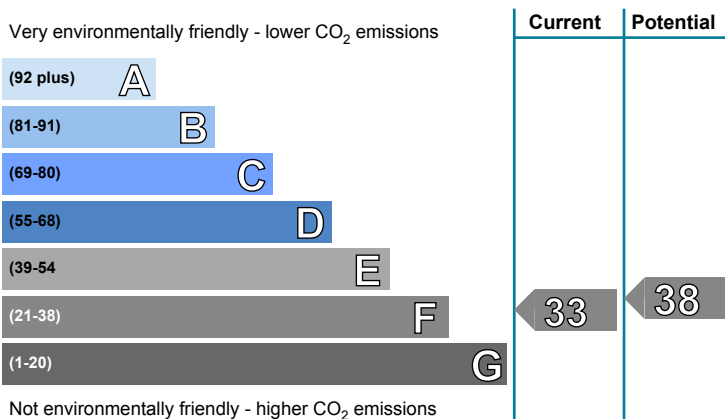 Very environmentally friendly - lower CO2 emissions
Current Potential
(92 plus) A
(81-91) B
(69-80) C
(55-68) D
(39-54 E
(21-38) F
33 38
(1-20) G
Not environmentally friendly - higher CO2 emissions